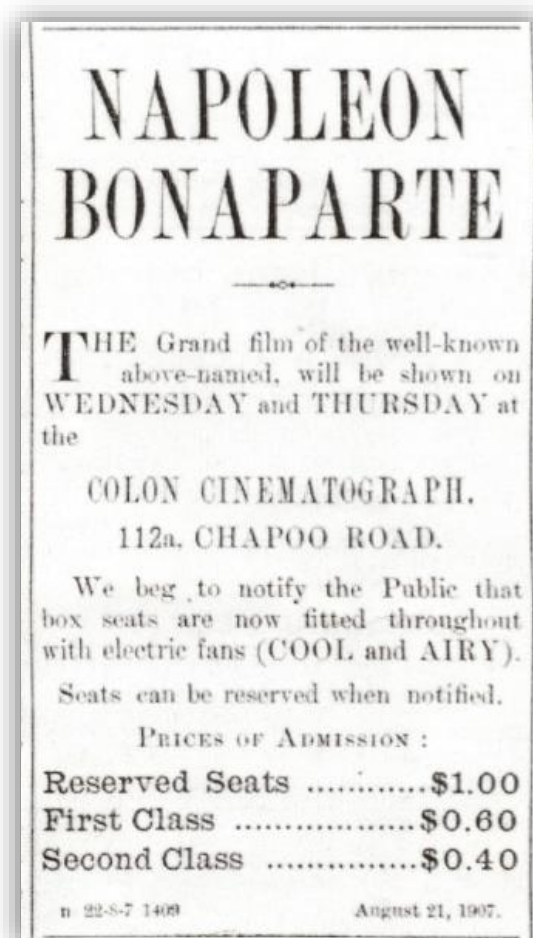 NAPOLEON
BONAPARTE
THE Grand film of the well-known
above-named, will be shown on
WEDNESDAY and THURSDAY at
the
COLON CINEMATOGRAPH.
112a. CHAPOO ROAD.
We beg to notify the Public that
box seats are now fitted throughout
with electric fans (COOL and AIRY).
Seats can be reserved when notified.
PRICES OF ADMISSION :
Reserved Seats ............$1.00
First Class ..................$0.60
Second Class ...............$0.40
n 22-8-7 1409 August 21, 1907.